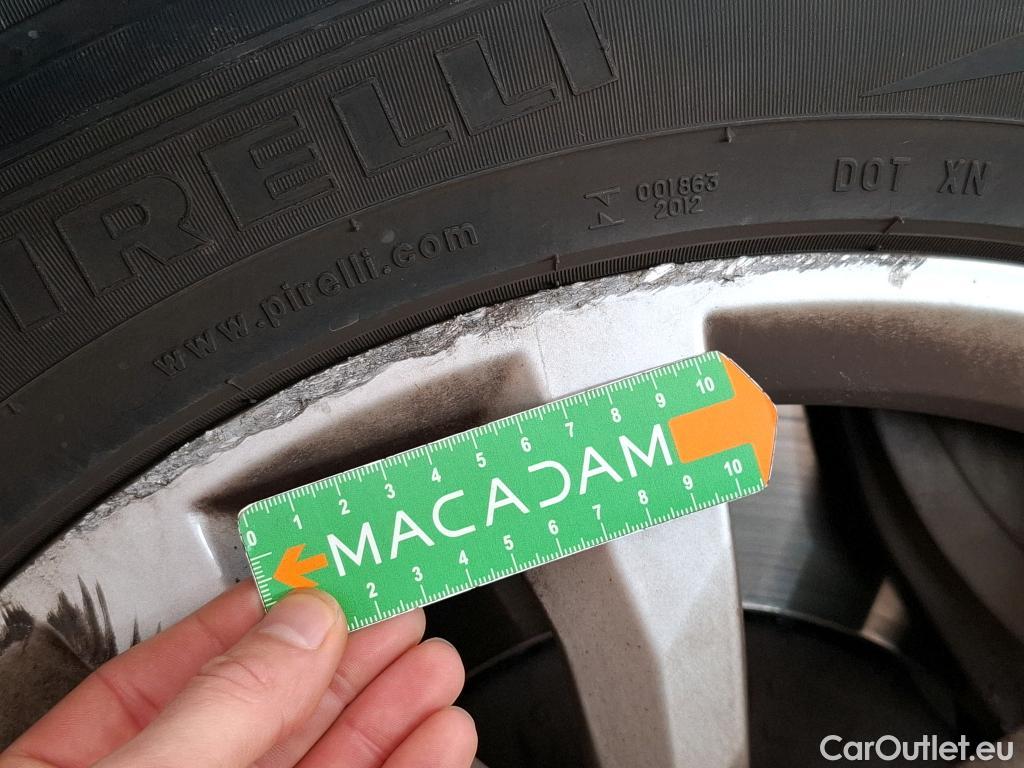 PIRELLI
www.pirelli.com
001863
2012
DOT XN
1 2 3 4 5 6 7 8 9 10
0
MACADAM
2 3 4 5 6 7 8 9 10
CarOutlet.eu